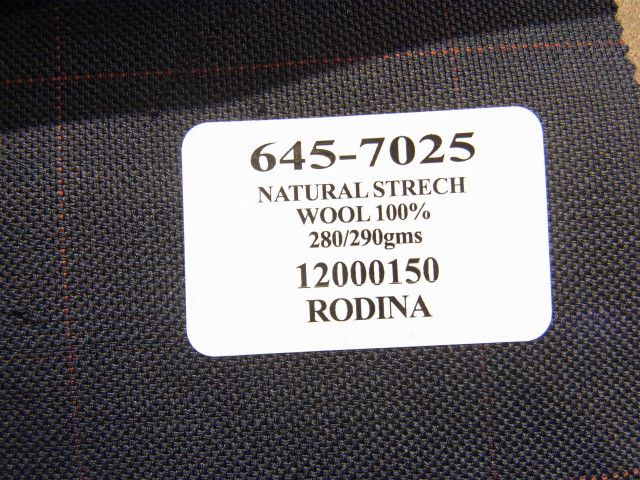 645-7025
NATURAL STRECH
WOOL 100%
280/290gms
12000150
RODINA